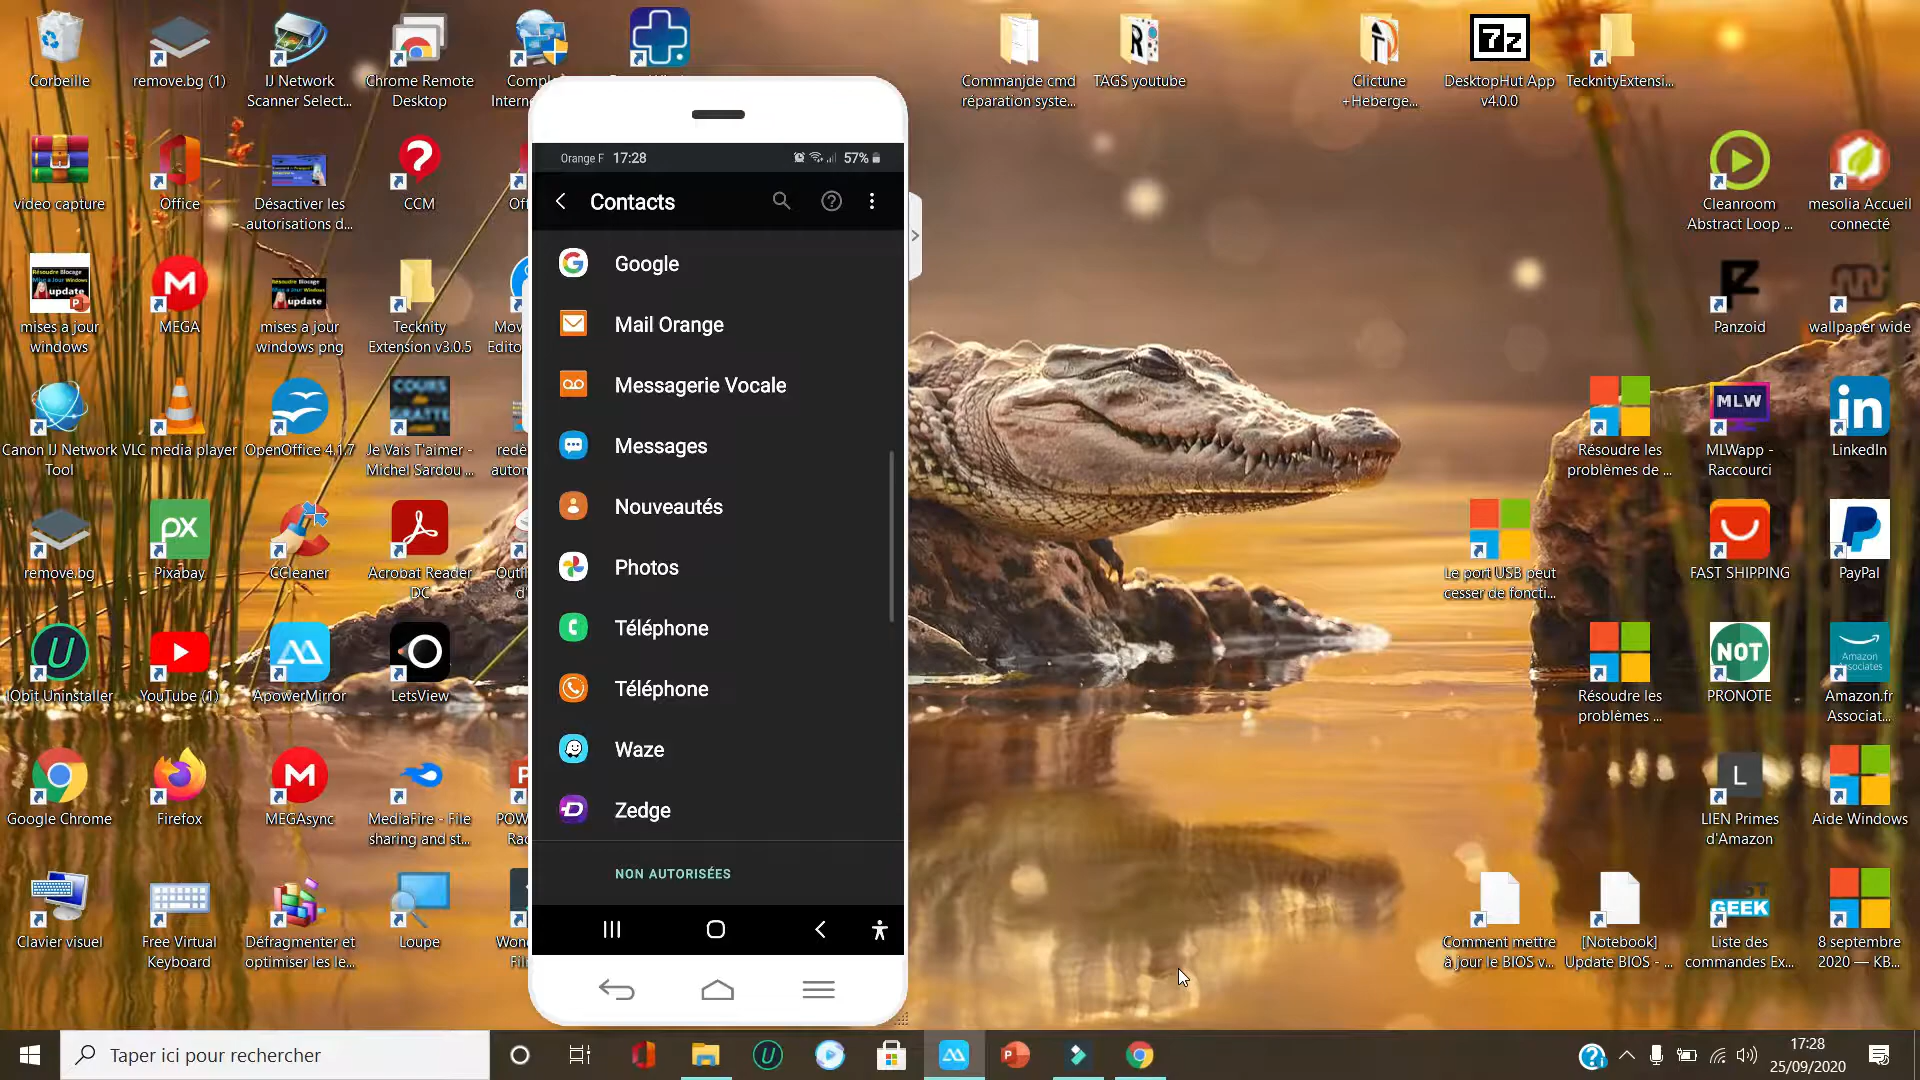 Corbeille
remove.bg (1)
IJ Network
Scanner Select...
Chrome Remote
Desktop
Commanjde cmd
réparation syste...
TAGS youtube
Clictune
+Heberge...
DesktopHut App
v4.0.0
TecknityExtensi...
Orange F 17:28
57%
Contacts
Google
Mail Orange
Messagerie Vocale
Messages
Nouveautés
Photos
Téléphone
Téléphone
Waze
Zedge
NON AUTORISÉES
video capture
Office
Désactiver les
autorisations d...
CCM
Cleanroom
Abstract Loop ...
mesolia Accueil
connecté
mises a jour
windows
MEGA
mises a jour
windows png
Tecknity
Extension v3.0.5
Panzoid
wallpaper wide
Canon IJ Network
Tool
VLC media player
OpenOffice 4.1.7
Je Vais T'aimer -
Michel Sardou ...
Résoudre les
problèmes de ...
MLW
MLWapp -
Raccourci
LinkedIn
remove.bg
px
Pixabay
CCleaner
Acrobat Reader
DC
Le port USB peut
cesser de foncti...
FAST SHIPPING
PayPal
IObit Uninstaller
YouTube (1)
ApowerMirror
LetsView
Résoudre les
problèmes ...
NOT
PRONOTE
Amazon
Associates
Amazon.fr
Associat...
Google Chrome
Firefox
MEGAsync
MediaFire - File
sharing and st...
L
LIEN Primes
d'Amazon
Aide Windows
Clavier visuel
Free Virtual
Keyboard
Défragmenter et
optimiser les le...
Loupe
Comment mettre
à jour le BIOS v...
[Notebook]
Update BIOS - ...
GEEK
Liste des
commandes Ex...
8 septembre
2020 — KB...
Taper ici pour rechercher
17:28
25/09/2020